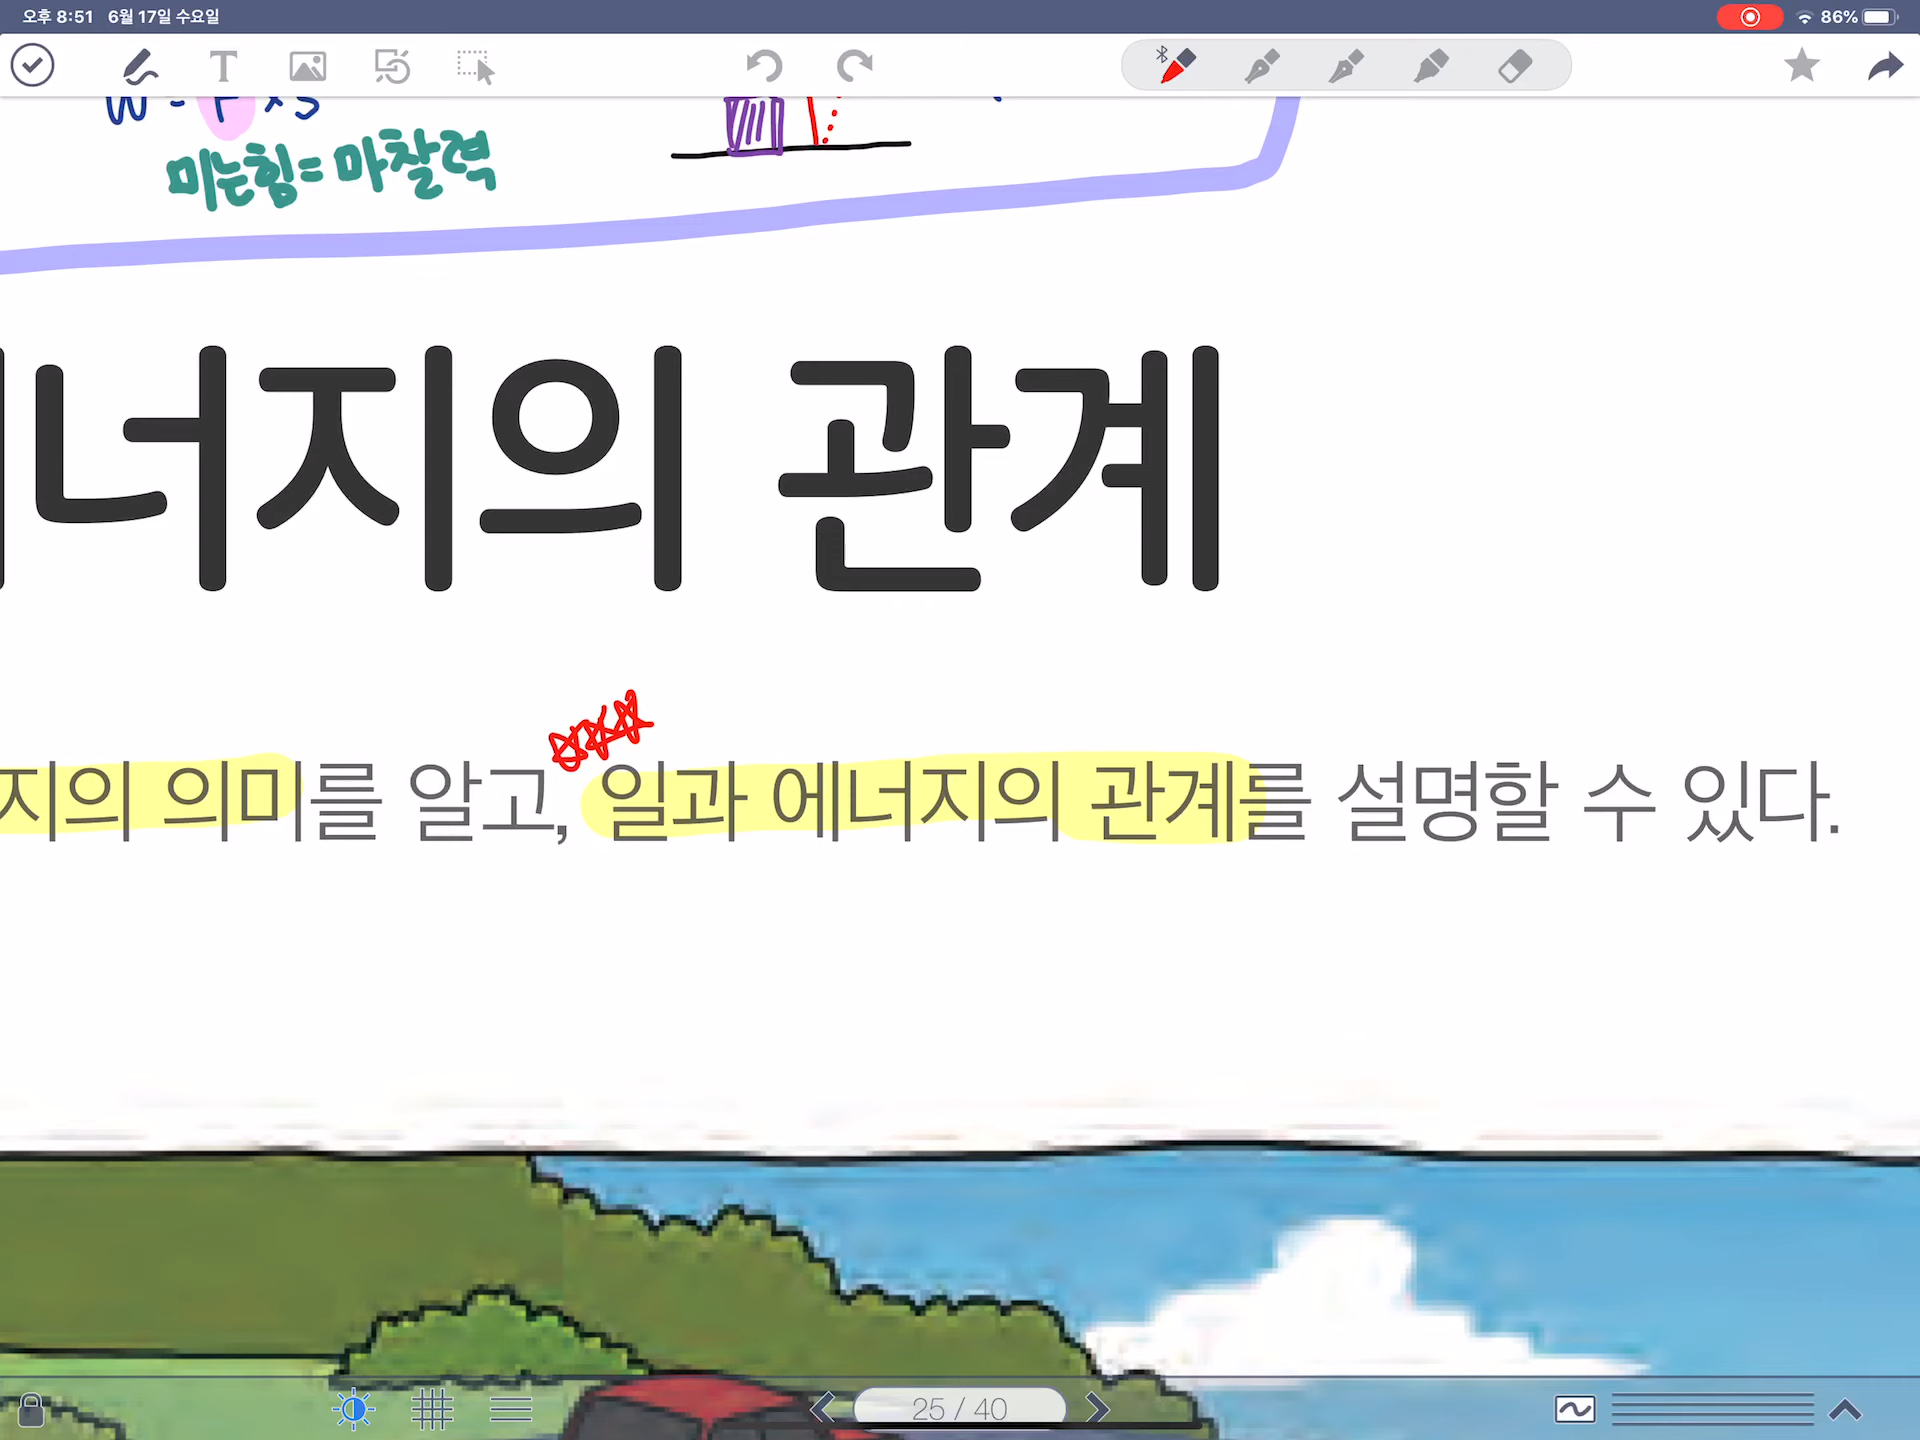 오후 8:51 6월 17일 수요일 86%
T
W = F × S
미는힘= 마찰력
너지의 관계
지의 의미를 알고, 일과 에너지의 관계를 설명할 수 있다.
25 / 40